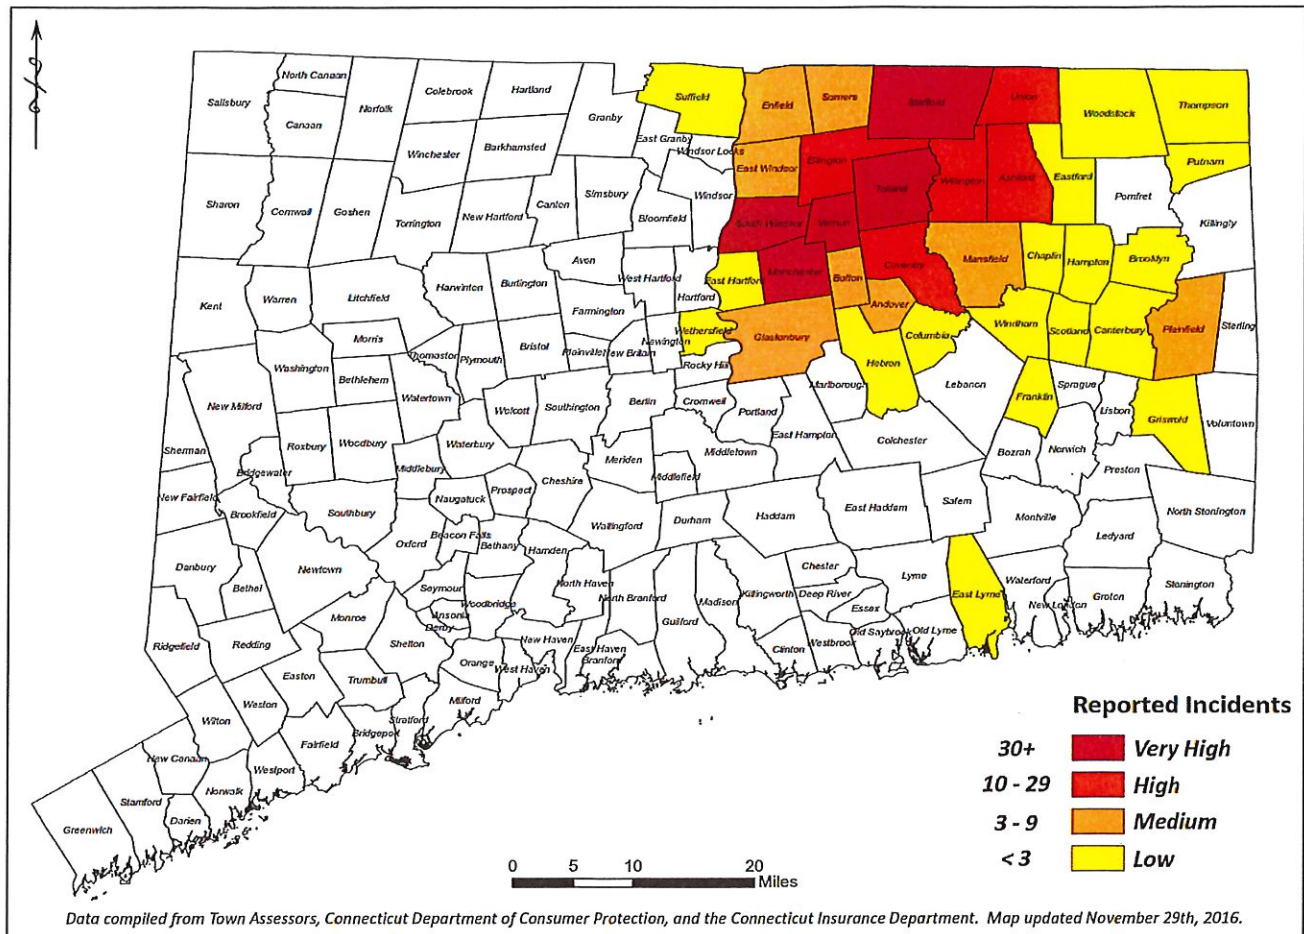 North Canaan
Colebrook
Hartland
Suffield
Enfield
Somers
Stafford
Union
Woodstock
Thompson
Salisbury
Canaan
Norfolk
Granby
East Granby
Windsor Locks
Winchester
Barkhamsted
East Windsor
Ellington
Willington
Ashford
Eastford
Putnam
Pomfret
Killingly
Sharon
Cornwall
Goshen
Torrington
New Hartford
Canton
Simsbury
Bloomfield
Windsor
Tolland
South Windsor
Vernon
Kent
Warren
Litchfield
Harwinton
Burlington
Avon
West Hartford
Hartford
East Hartford
Manchester
Bolton
Coventry
Mansfield
Chaplin
Hampton
Brooklyn
Andover
Farmington
Morris
Thomaston
Plymouth
Bristol
Plainville
New Britain
Newington
Wethersfield
Glastonbury
Columbia
Windham
Scotland
Canterbury
Plainfield
Sterling
Washington
Bethlehem
Watertown
Rocky Hill
Hebron
Marlborough
Lebanon
Franklin
Sprague
Lisbon
Griswold
Voluntown
New Milford
Wolcott
Southington
Berlin
Cromwell
Portland
East Hampton
Colchester
Sherman
Roxbury
Woodbury
Waterbury
Middletown
Bozrah
Norwich
Preston
Bridgewater
Middlebury
Meriden
Middlefield
New Fairfield
Naugatuck
Prospect
Cheshire
Salem
Brookfield
Southbury
Wallingford
Durham
Haddam
East Haddam
Montville
North Stonington
Ledyard
Oxford
Beacon Falls
Bethany
Hamden
Danbury
Bethel
Newtown
Seymour
Woodbridge
North Haven
North Branford
Guilford
Madison
Killingworth
Chester
Deep River
Essex
Lyme
East Lyme
Waterford
New London
Groton
Stonington
Ansonia
Derby
Monroe
Shelton
Ridgefield
Redding
New Haven
East Haven
Branford
Clinton
Westbrook
Old Saybrook
Old Lyme
Orange
West Haven
Easton
Trumbull
Milford
Weston
Wilton
Stratford
Bridgeport
Fairfield
New Canaan
Westport
Norwalk
Stamford
Darien
Greenwich
Reported Incidents
30+ Very High
10 - 29 High
3 - 9 Medium
< 3 Low
0 5 10 20
Miles
Data compiled from Town Assessors, Connecticut Department of Consumer Protection, and the Connecticut Insurance Department. Map updated November 29th, 2016.